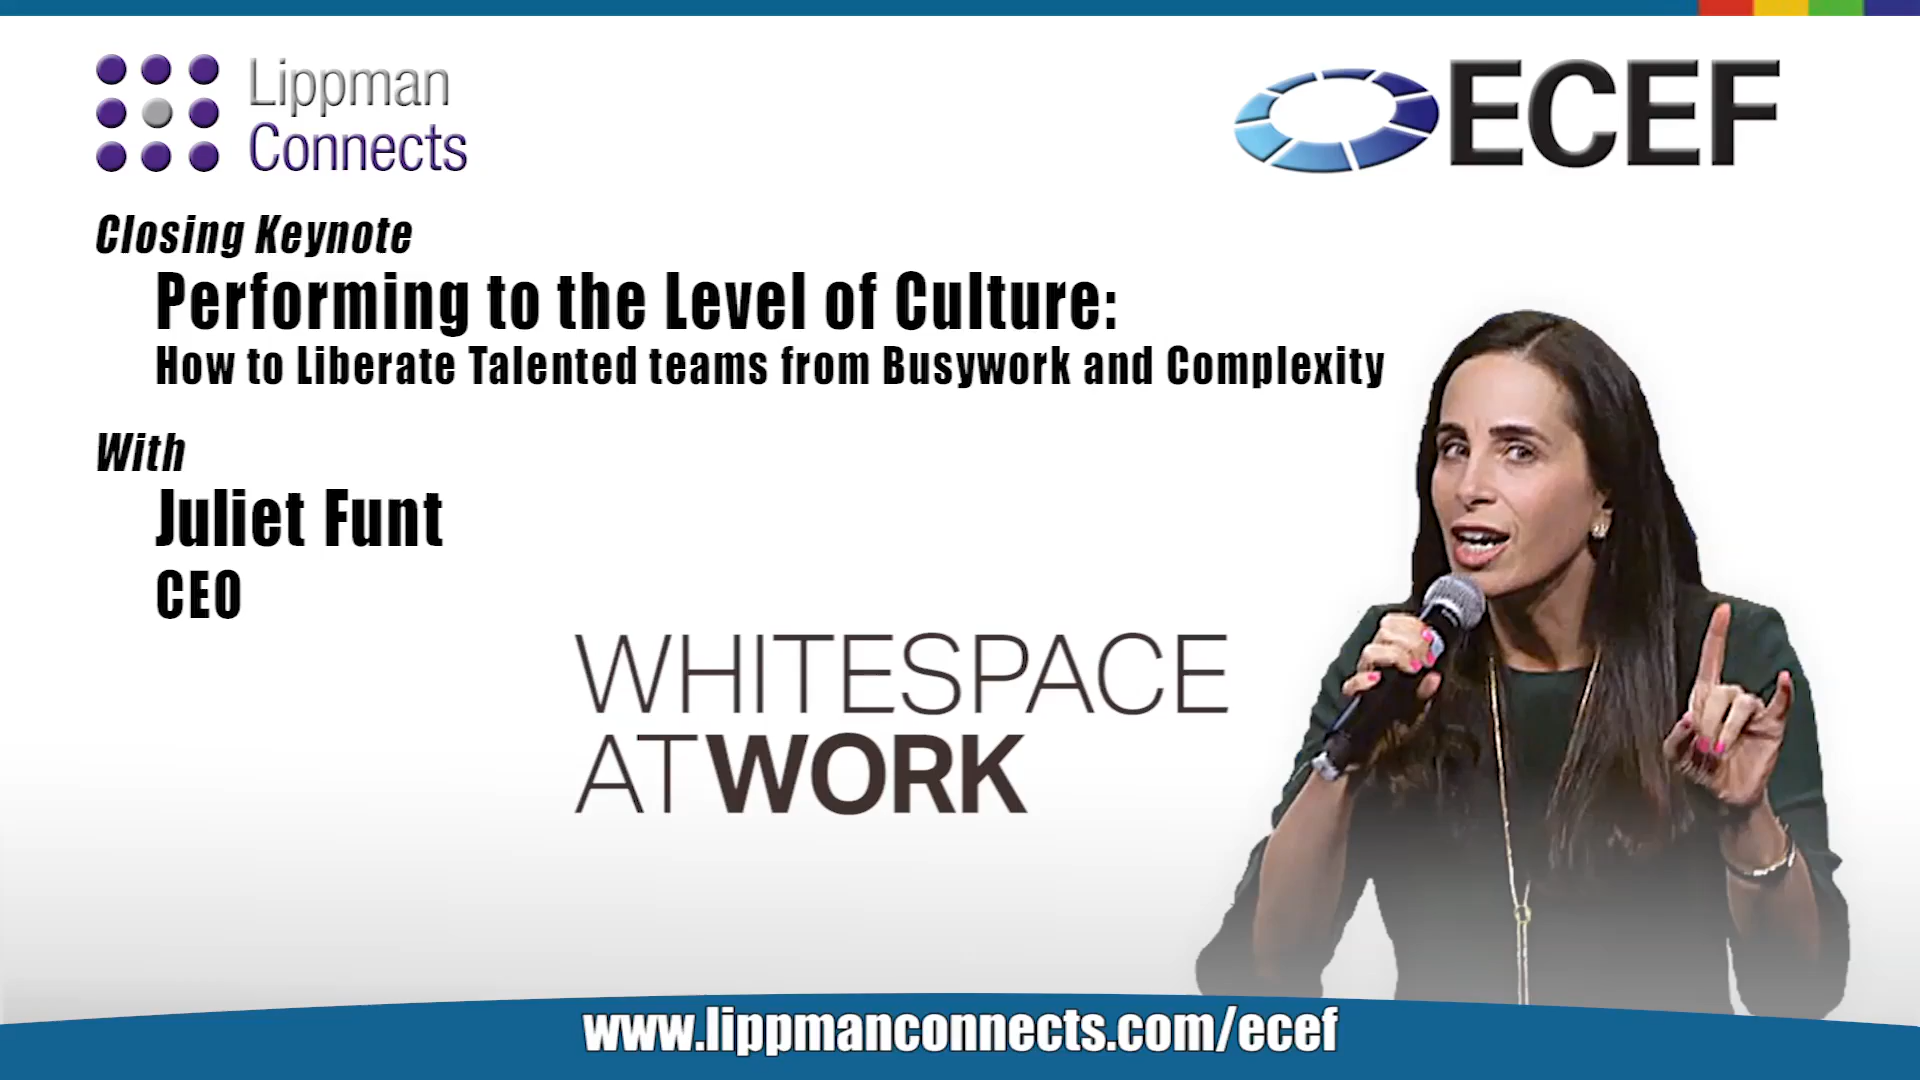 Lippman
Connects
ECEF
Closing Keynote
Performing to the Level of Culture:
How to Liberate Talented teams from Busywork and Complexity
With
Juliet Funt
CEO
WHITESPACE
ATWORK
www.lippmanconnects.com/ecef